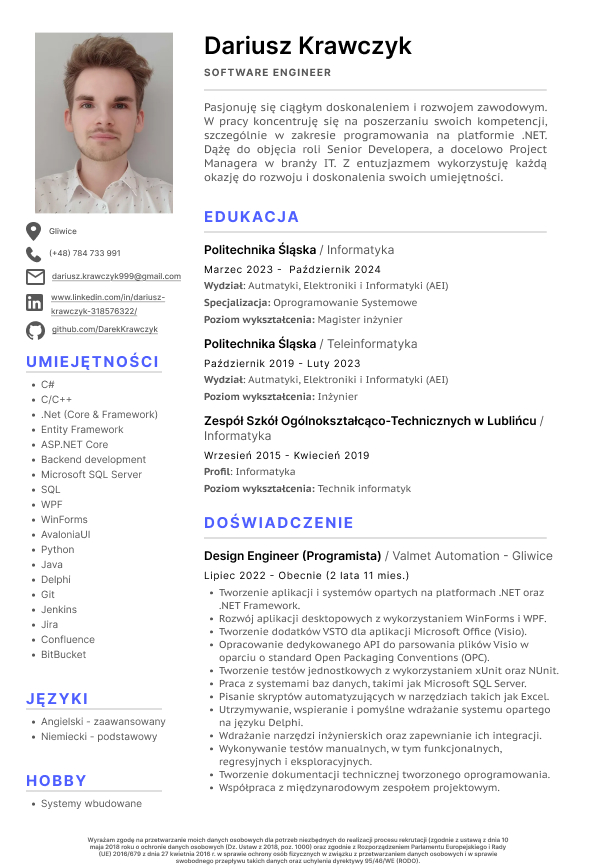 Dariusz Krawczyk
SOFTWARE ENGINEER
Pasjonuję się ciągłym doskonaleniem i rozwojem zawodowym.
W pracy koncentruję się na poszerzaniu swoich kompetencji,
szczególnie w zakresie programowania na platformie .NET.
Dążę do objęcia roli Senior Developera, a docelowo Project
Managera w branży IT. Z entuzjazmem wykorzystuję każdą
okazję do rozwoju i doskonalenia swoich umiejętności.
Gliwice
(+48) 784 733 991
dariusz.krawczyk999@gmail.com
www.linkedin.com/in/dariusz-
krawczyk-318576322/
github.com/DarekKrawczyk
UMIEJĘTNOŚCI
• C#
• C/C++
• .Net (Core & Framework)
• Entity Framework
• ASP.NET Core
• Backend development
• Microsoft SQL Server
• SQL
• WPF
• WinForms
• AvaloniaUI
• Python
• Java
• Delphi
• Git
• Jenkins
• Jira
• Confluence
• BitBucket
JĘZYKI
• Angielski - zaawansowany
• Niemiecki - podstawowy
HOBBY
• Systemy wbudowane
EDUKACJA
Politechnika Śląska / Informatyka
Marzec 2023 - Październik 2024
Wydział: Autmatyki, Elektroniki i Informatyki (AEI)
Specjalizacja: Oprogramowanie Systemowe
Poziom wykształcenia: Magister inżynier
Politechnika Śląska / Teleinformatyka
Październik 2019 - Luty 2023
Wydział: Autmatyki, Elektroniki i Informatyki (AEI)
Poziom wykształcenia: Inżynier
Zespół Szkół Ogólnokształcąco-Technicznych w Lublińcu /
Informatyka
Wrzesień 2015 - Kwiecień 2019
Profil: Informatyka
Poziom wykształcenia: Technik informatyk
DOŚWIADCZENIE
Design Engineer (Programista) / Valmet Automation - Gliwice
Lipiec 2022 - Obecnie (2 lata 11 mies.)
• Tworzenie aplikacji i systemów opartych na platformach .NET oraz
.NET Framework.
• Rozwój aplikacji desktopowych z wykorzystaniem WinForms i WPF.
• Tworzenie dodatków VSTO dla aplikacji Microsoft Office (Visio).
• Opracowanie dedykowanego API do parsowania plików Visio w
oparciu o standard Open Packaging Conventions (OPC).
• Tworzenie testów jednostkowych z wykorzystaniem xUnit oraz NUnit.
• Praca z systemami baz danych, takimi jak Microsoft SQL Server.
• Pisanie skryptów automatyzujących w narzędziach takich jak Excel.
• Utrzymywanie, wspieranie i pomyślne wdrażanie systemu opartego
na języku Delphi.
• Wdrażanie narzędzi inżynierskich oraz zapewnianie ich integracji.
• Wykonywanie testów manualnych, w tym funkcjonalnych,
regresyjnych i eksploracyjnych.
• Tworzenie dokumentacji technicznej tworzonego oprogramowania.
• Współpraca z międzynarodowym zespołem projektowym.
Wyrażam zgodę na przetwarzanie moich danych osobowych dla potrzeb niezbędnych do realizacji procesu rekrutacji (zgodnie z ustawą z dnia 10
maja 2018 roku o ochronie danych osobowych (Dz. Ustaw z 2018, poz. 1000) oraz zgodnie z Rozporządzeniem Parlamentu Europejskiego i Rady
(UE) 2016/679 z dnia 27 kwietnia 2016 r. w sprawie ochrony osób fizycznych w związku z przetwarzaniem danych osobowych i w sprawie
swobodnego przepływu takich danych oraz uchylenia dyrektywy 95/46/WE (RODO).